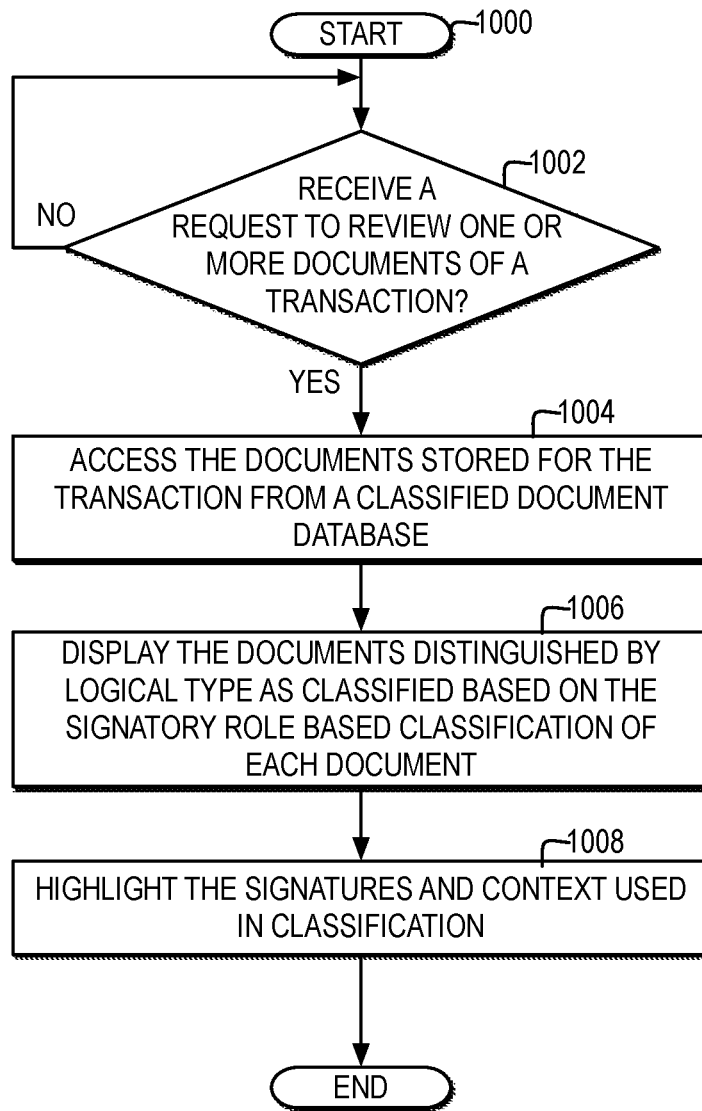 START
1000
1002
RECEIVE A
REQUEST TO REVIEW ONE OR
MORE DOCUMENTS OF A
TRANSACTION?
NO
YES
1004
ACCESS THE DOCUMENTS STORED FOR THE
TRANSACTION FROM A CLASSIFIED DOCUMENT
DATABASE
1006
DISPLAY THE DOCUMENTS DISTINGUISHED BY
LOGICAL TYPE AS CLASSIFIED BASED ON THE
SIGNATORY ROLE BASED CLASSIFICATION OF
EACH DOCUMENT
1008
HIGHLIGHT THE SIGNATURES AND CONTEXT USED
IN CLASSIFICATION
END